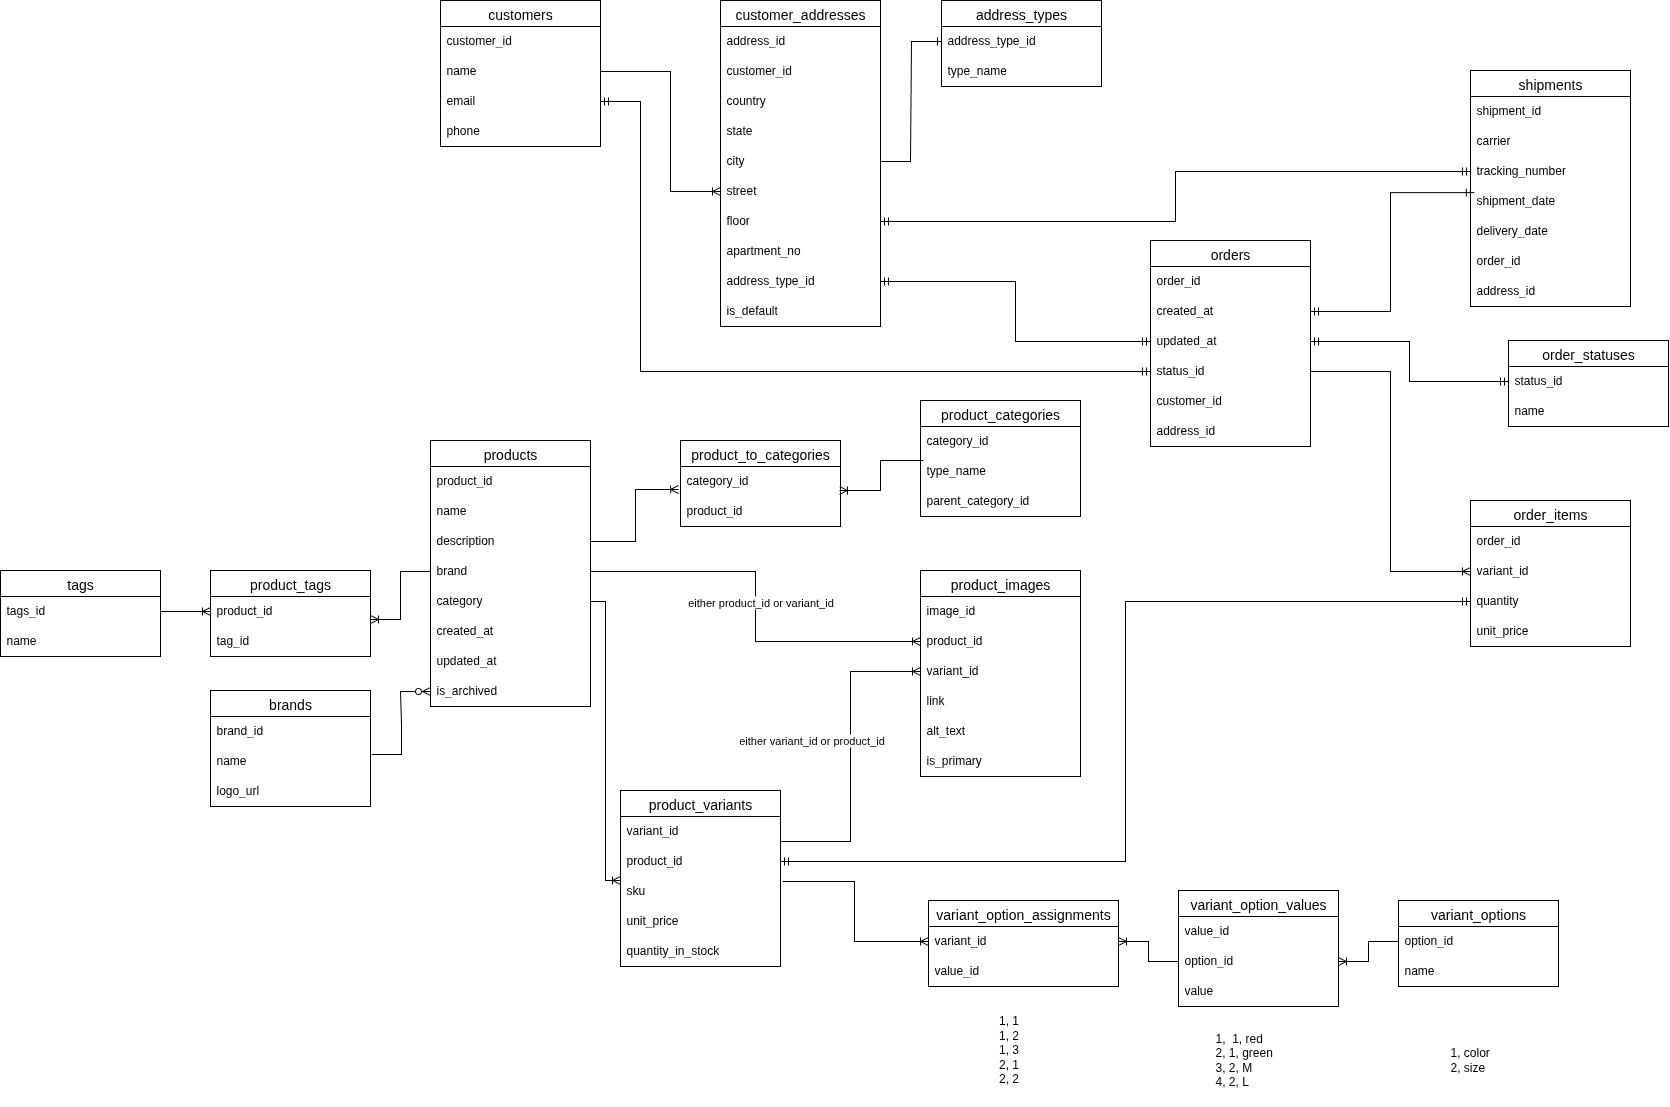 customers
customer_id
name
email
phone
customer_addresses
address_id
customer_id
country
state
city
street
floor
apartment_no
address_type_id
is_default
address_types
address_type_id
type_name
shipments
shipment_id
carrier
tracking_number
shipment_date
delivery_date
order_id
address_id
orders
order_id
created_at
updated_at
status_id
customer_id
address_id
order_statuses
status_id
name
products
product_id
name
description
brand
category
created_at
updated_at
is_archived
product_to_categories
category_id
product_id
product_categories
category_id
type_name
parent_category_id
order_items
order_id
variant_id
quantity
unit_price
tags
tags_id
name
product_tags
product_id
tag_id
either product_id or variant_id
product_images
image_id
product_id
variant_id
link
alt_text
is_primary
brands
brand_id
name
logo_url
either variant_id or product_id
product_variants
variant_id
product_id
sku
unit_price
quantity_in_stock
variant_option_assignments
variant_id
value_id
variant_option_values
value_id
option_id
value
variant_options
option_id
name
1, 1
1, 2
1, 3
2, 1
2, 2
1,  1, red
2, 1, green
3, 2, M
4, 2, L
1, color
2, size